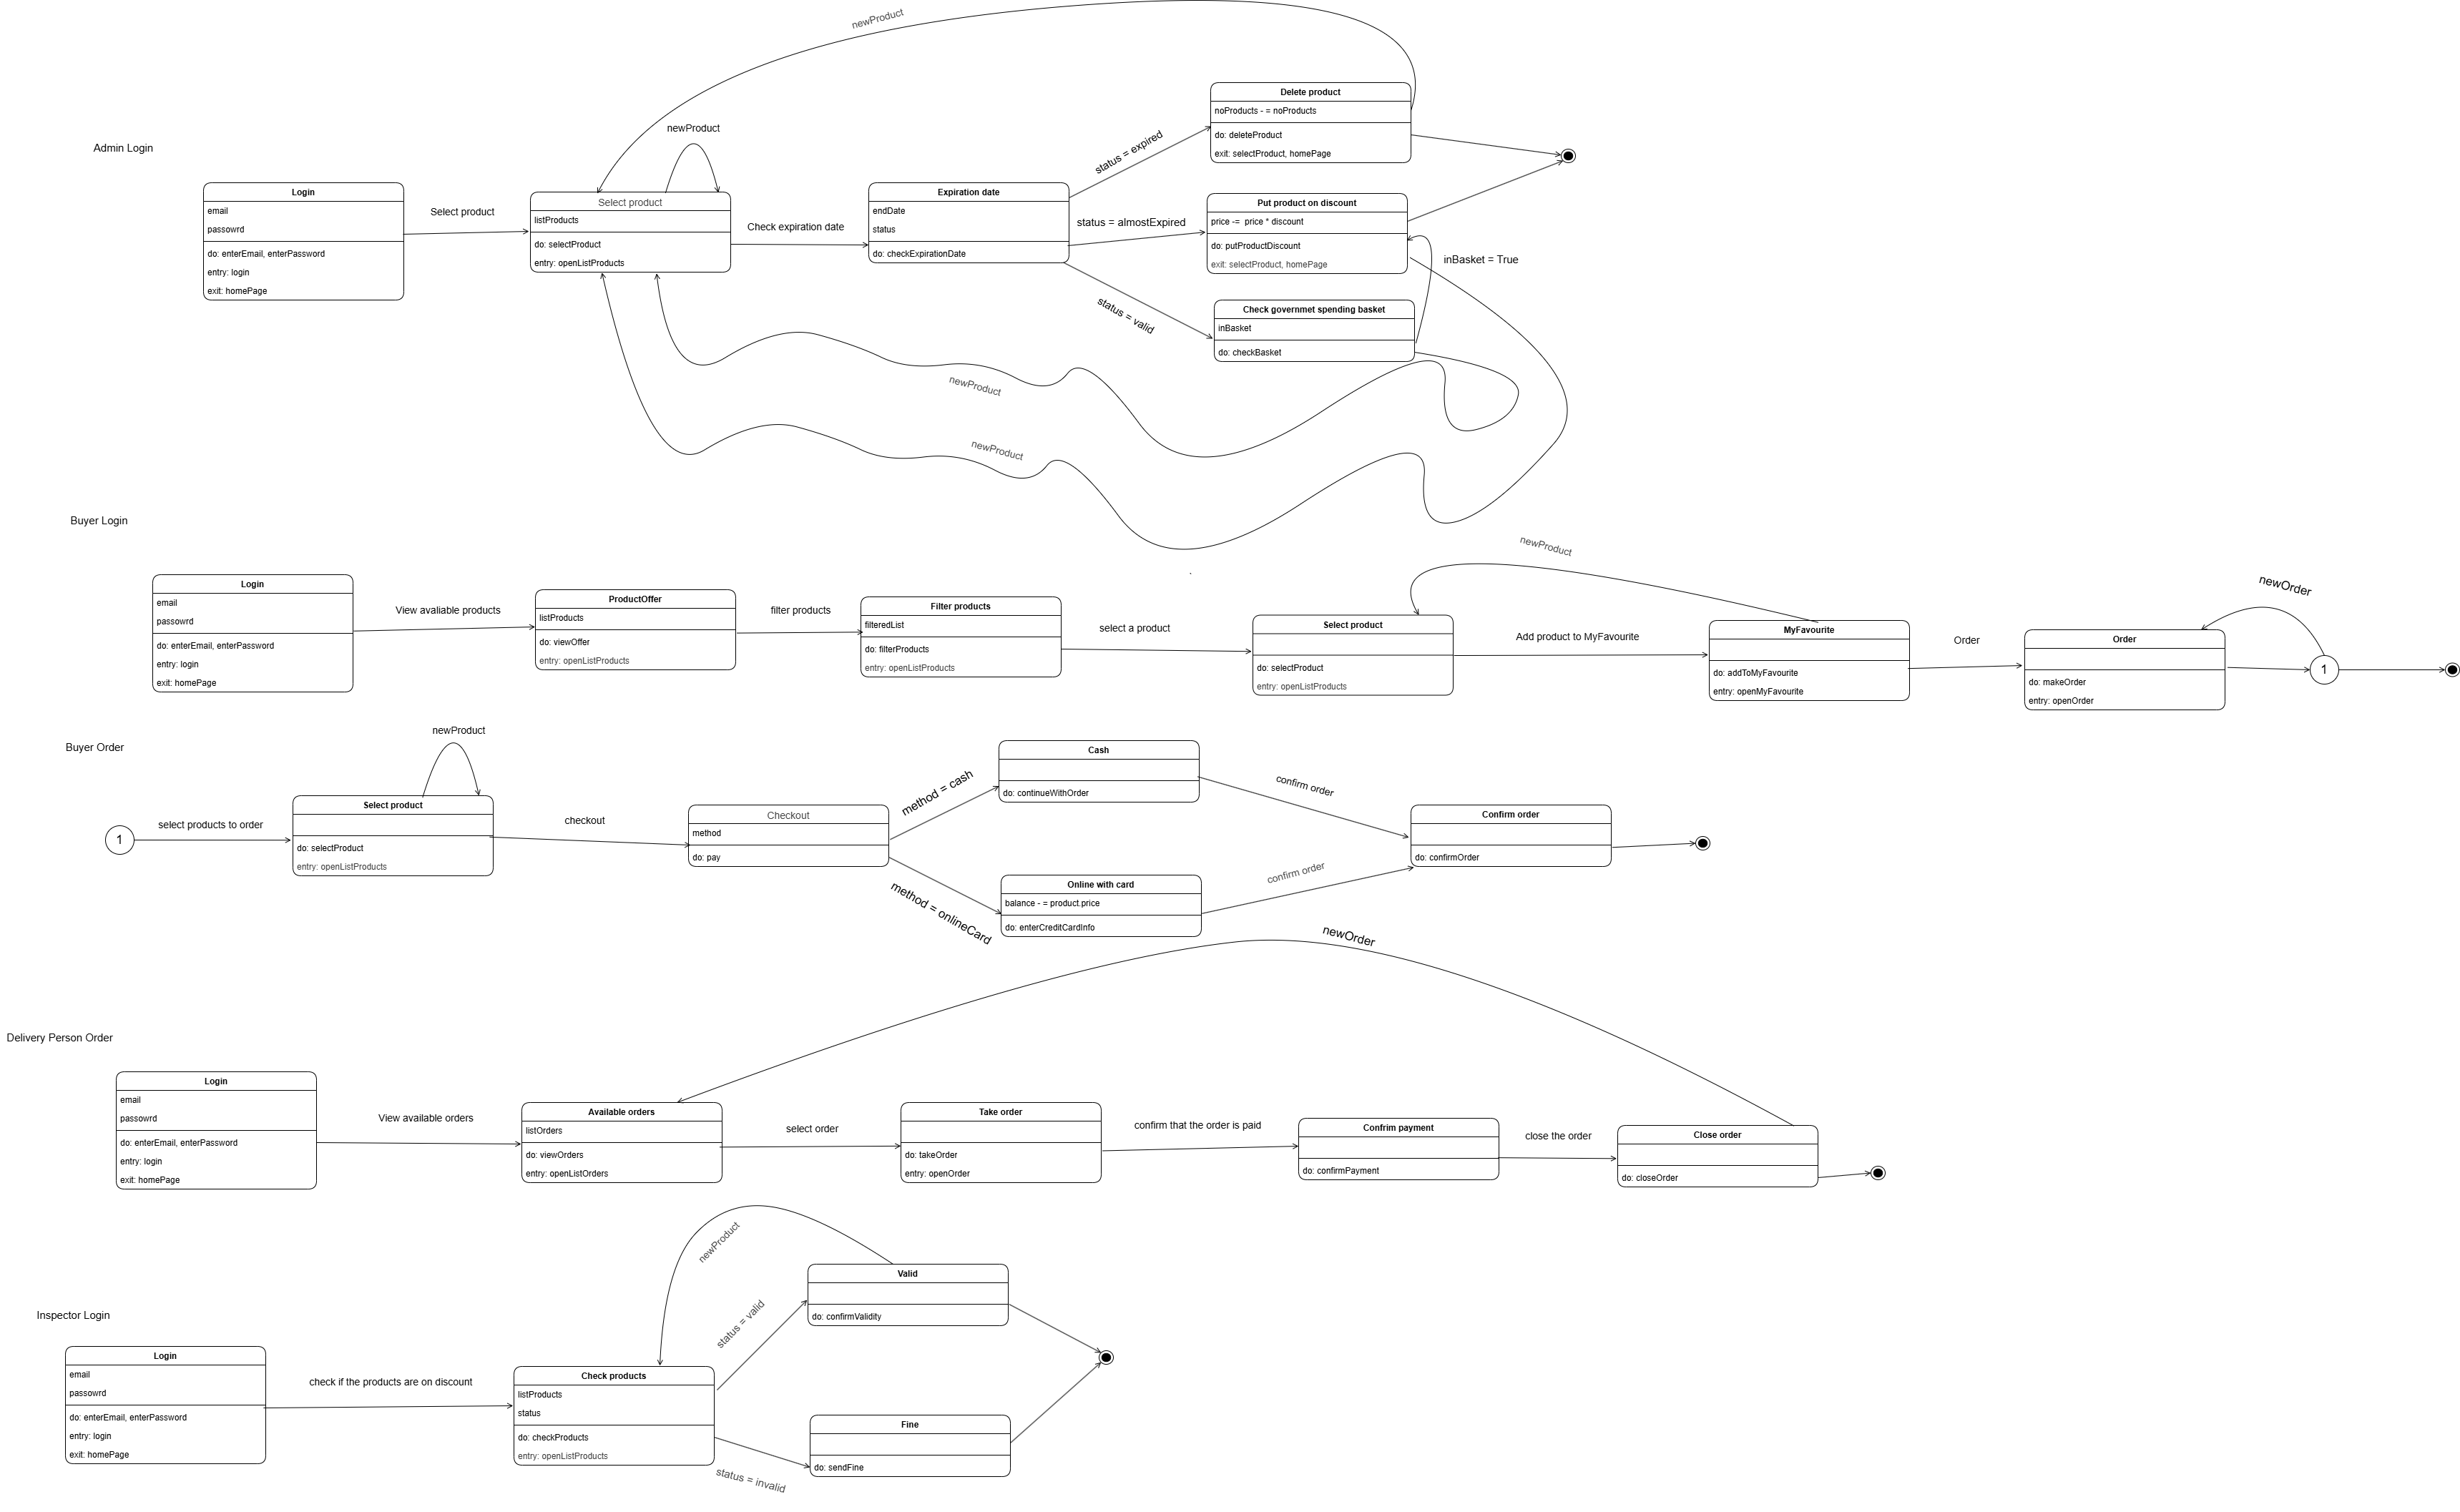 newProduct
Admin Login
Login
email
passowrd
do: enterEmail, enterPassword
entry: login
exit: homePage
Select product
newProduct
Select product
listProducts
do: selectProduct
entry: openListProducts
Check expiration date
Expiration date
endDate
status
do: checkExpirationDate
status = expired
status = almostExpired
status = valid
Delete product
noProducts - = noProducts
do: deleteProduct
exit: selectProduct, homePage
Put product on discount
price -=  price * discount
do: putProductDiscount
exit: selectProduct, homePage
inBasket = True
Check governmet spending basket
inBasket
do: checkBasket
newProduct
newProduct
Buyer Login
Login
email
passowrd
do: enterEmail, enterPassword
entry: login
exit: homePage
View avaliable products
ProductOffer
listProducts
do: viewOffer
entry: openListProducts
filter products
Filter products
filteredList
do: filterProducts
entry: openListProducts
.
select a product
Select product
do: selectProduct
entry: openListProducts
newProduct
Add product to MyFavourite
MyFavourite
do: addToMyFavourite
entry: openMyFavourite
Order
Order
do: makeOrder
entry: openOrder
newOrder
1
Buyer Order
1
select products to order
newProduct
Select product
do: selectProduct
entry: openListProducts
checkout
Checkout
method
do: pay
method = cash
method = onlineCard
Cash
do: continueWithOrder
Online with card
balance - = product.price
do: enterCreditCardInfo
confirm order
confirm order
Confirm order
do: confirmOrder
newOrder
Delivery Person Order
Login
email
passowrd
do: enterEmail, enterPassword
entry: login
exit: homePage
View available orders
Available orders
listOrders
do: viewOrders
entry: openListOrders
select order
Take order
do: takeOrder
entry: openOrder
confirm that the order is paid
Confrim payment
do: confirmPayment
close the order
Close order
do: closeOrder
Inspector Login
Login
email
passowrd
do: enterEmail, enterPassword
entry: login
exit: homePage
check if the products are on discount
Check products
listProducts
status
do: checkProducts
entry: openListProducts
newProduct
status = valid
status = invalid
Valid
do: confirmValidity
Fine
do: sendFine